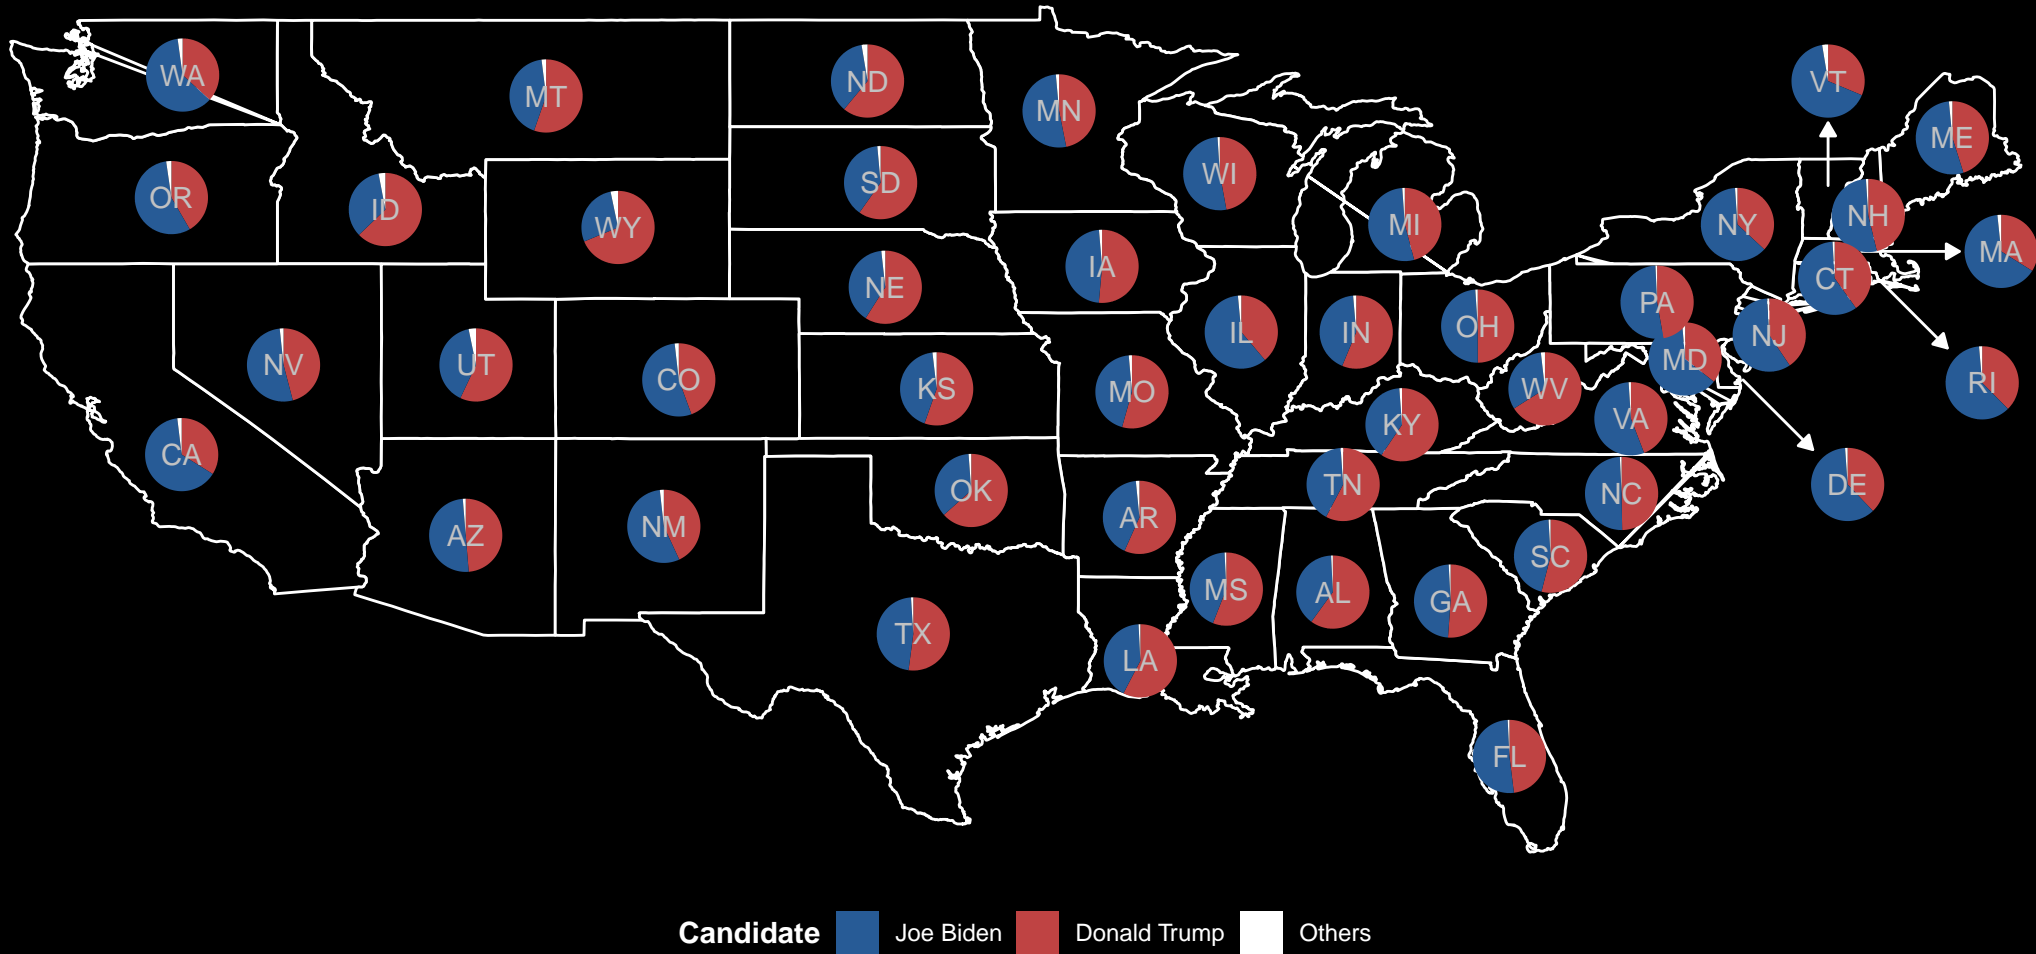 WA
MT
ND
MN
VT
ME
OR
ID
WY
SD
WI
MI
NY
NH
MA
NE
IA
CT
NV
UT
CO
KS
MO
IL
IN
OH
PA
NJ
MD
RI
CA
WV
VA
KY
AZ
NM
OK
AR
TN
NC
DE
TX
LA
MS
AL
GA
SC
FL
Candidate Joe Biden Donald Trump Others